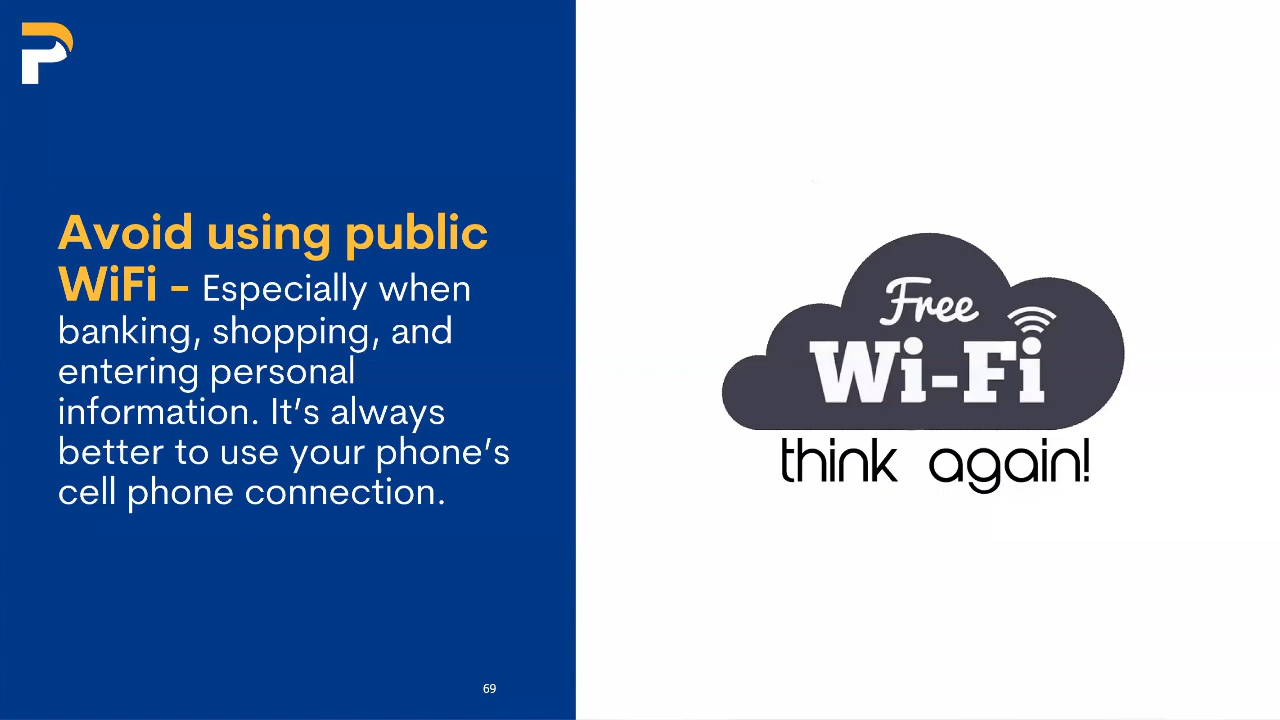 Avoid using public
WiFi - Especially when
banking, shopping, and
entering personal
information. It’s always
better to use your phone’s
cell phone connection.
Free
Wi-Fi
think again!
69